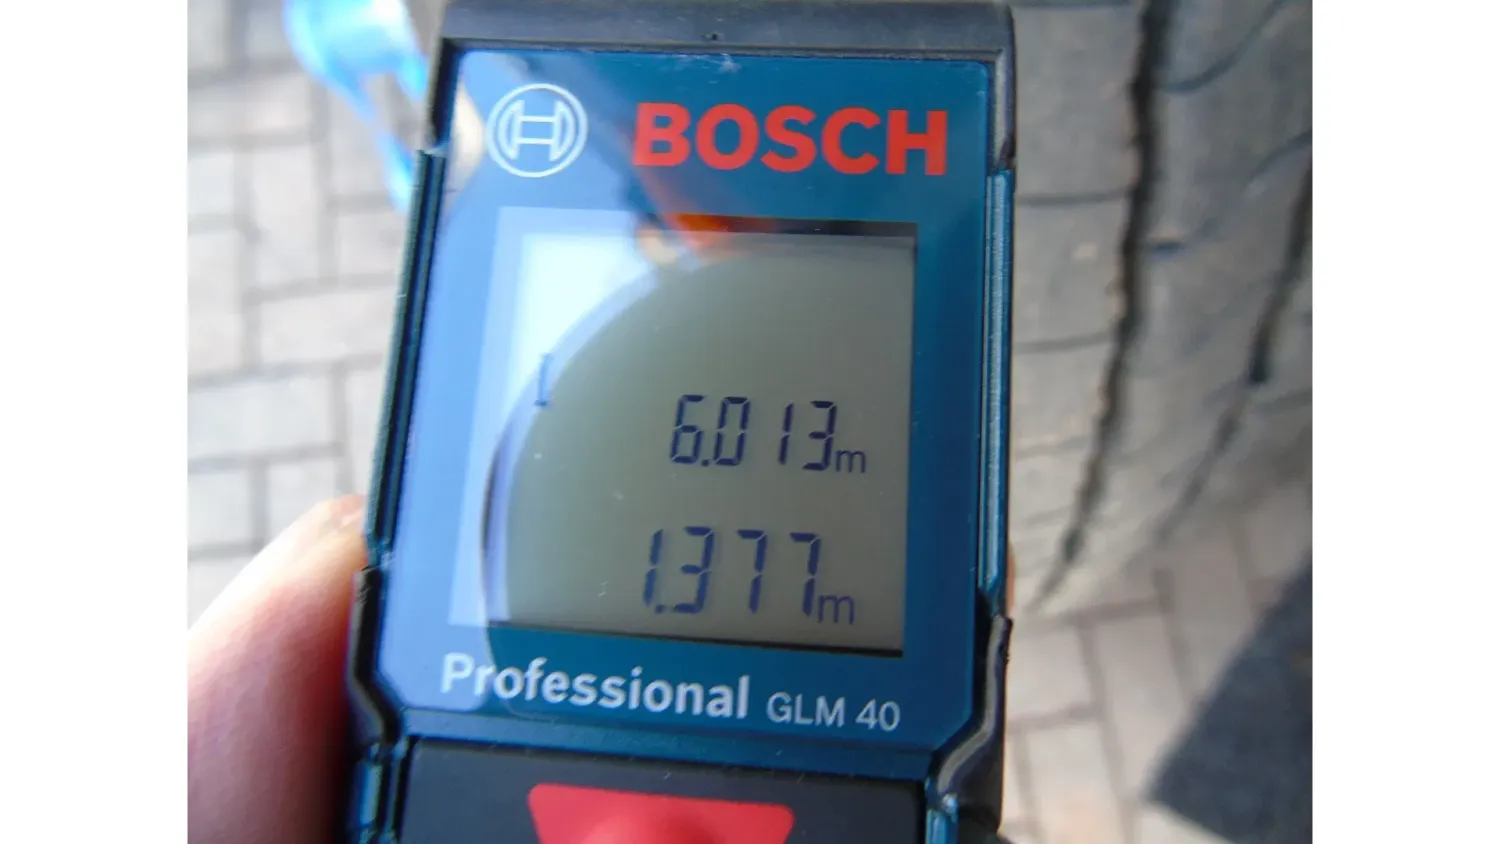 BOSCH
6.013m
1.377m
Professional GLM 40